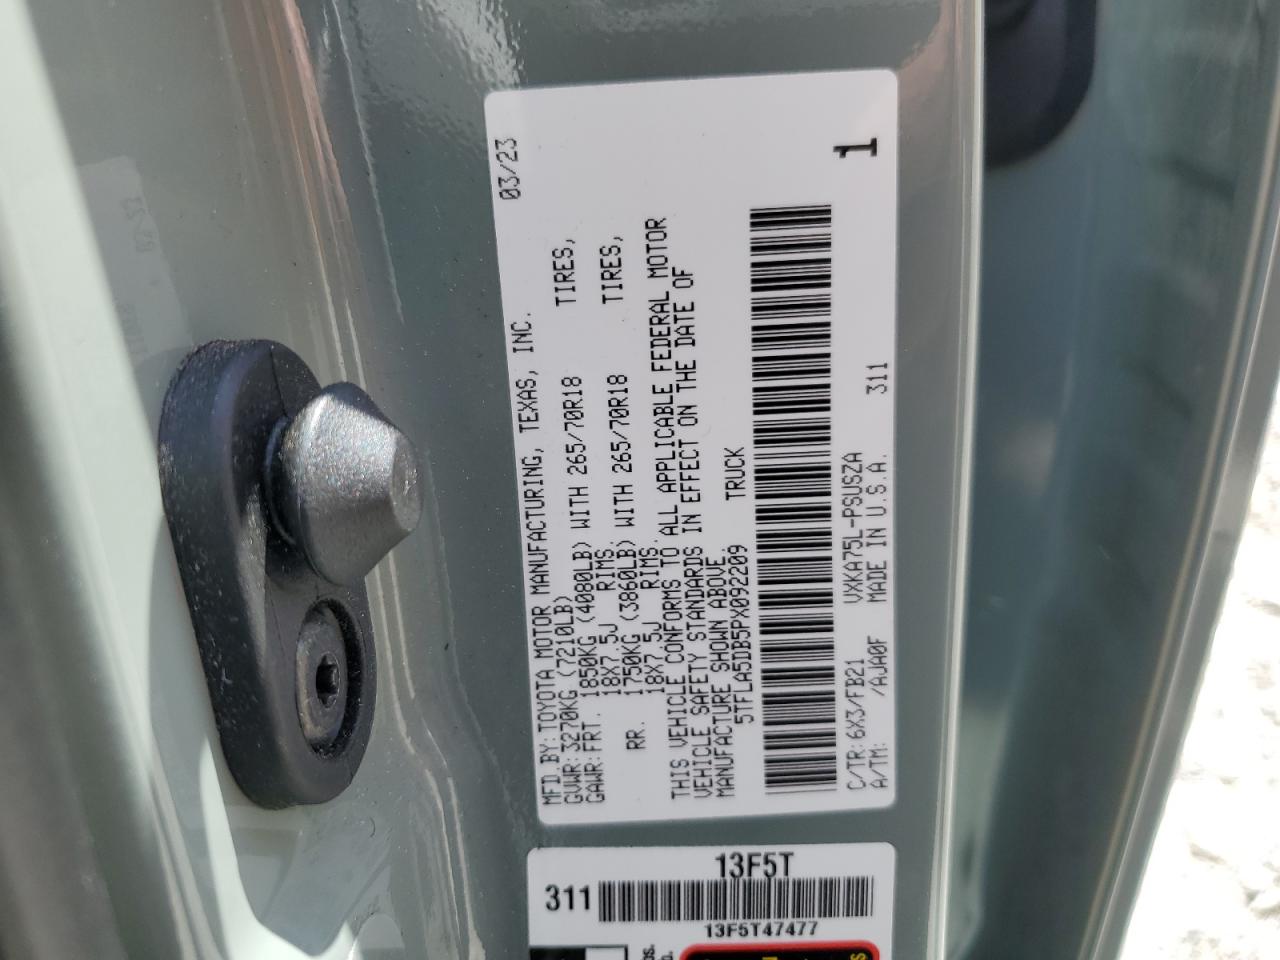 MFD.BY:TOYOTA MOTOR MANUFACTURING, TEXAS, INC. 03/23
GVWR:3270KG (7210LB)
GAWR:FRT. 1850KG (4080LB) WITH 265/70R18 TIRES,
18X7.5J RIMS.
RR. 1750KG (3860LB) WITH 265/70R18 TIRES,
18X7.5J RIMS.
THIS VEHICLE CONFORMS TO ALL APPLICABLE FEDERAL MOTOR
VEHICLE SAFETY STANDARDS IN EFFECT ON THE DATE OF
MANUFACTURE SHOWN ABOVE.
5TFLA5DB5PX092209 TRUCK
1
C/TR:6X3/FB21 VXKA75L-PSUSZA 311
A/TM: /AJA0F MADE IN U.S.A.
13F5T
311
13F5T47477